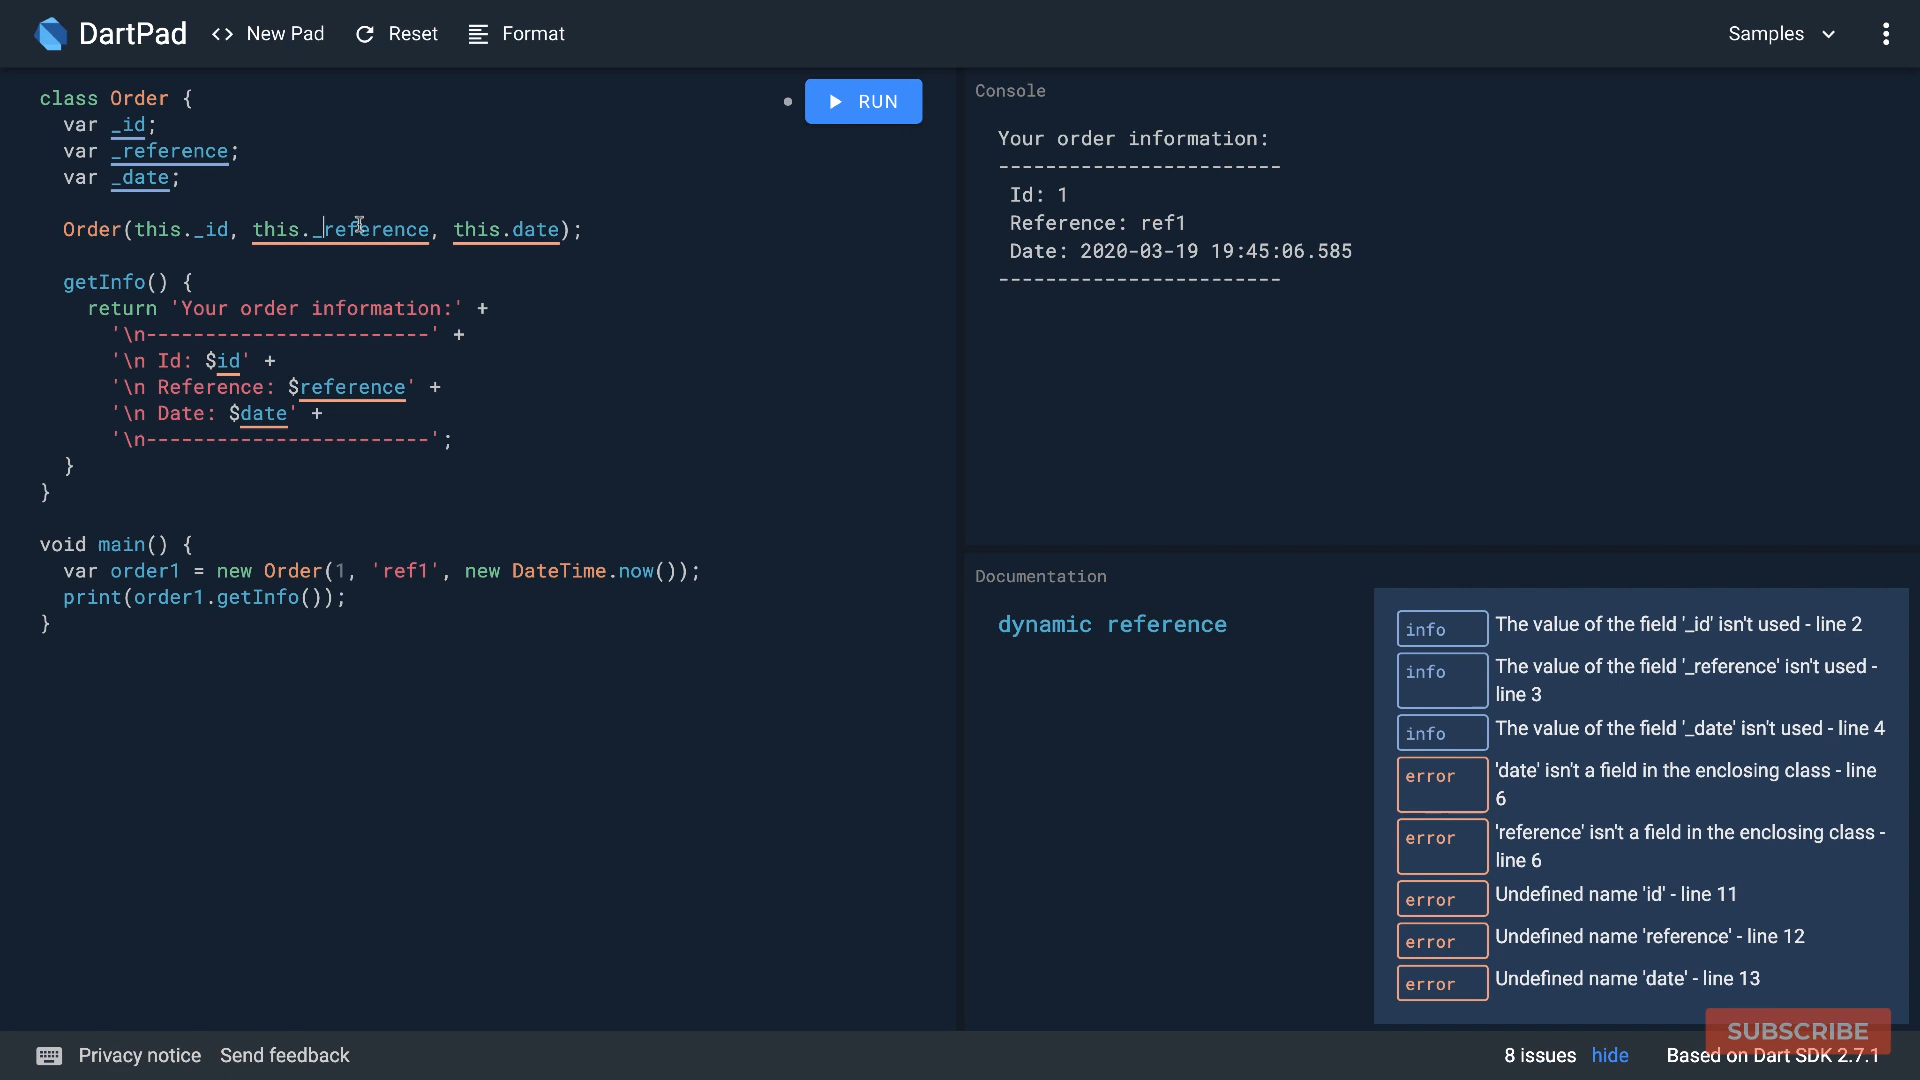 DartPad
<> New Pad
Reset
Format
Samples
class Order {
  var _id;
  var _reference;
  var _date;
  Order(this._id, this._reference, this.date);
  getInfo() {
    return 'Your order information:' +
      '\n------------------------' +
      '\n Id: $id' +
      '\n Reference: $reference' +
      '\n Date: $date' +
      '\n------------------------';
  }
}
void main() {
  var order1 = new Order(1, 'ref1', new DateTime.now());
  print(order1.getInfo());
}
RUN
Console
Your order information:
------------------------
 Id: 1
 Reference: ref1
 Date: 2020-03-19 19:45:06.585
------------------------
Documentation
dynamic reference
info The value of the field '_id' isn't used - line 2
info The value of the field '_reference' isn't used -
line 3
info The value of the field '_date' isn't used - line 4
error 'date' isn't a field in the enclosing class - line
6
error 'reference' isn't a field in the enclosing class -
line 6
error Undefined name 'id' - line 11
error Undefined name 'reference' - line 12
error Undefined name 'date' - line 13
SUBSCRIBE
Privacy notice
Send feedback
8 issues hide
Based on Dart SDK 2.7.1